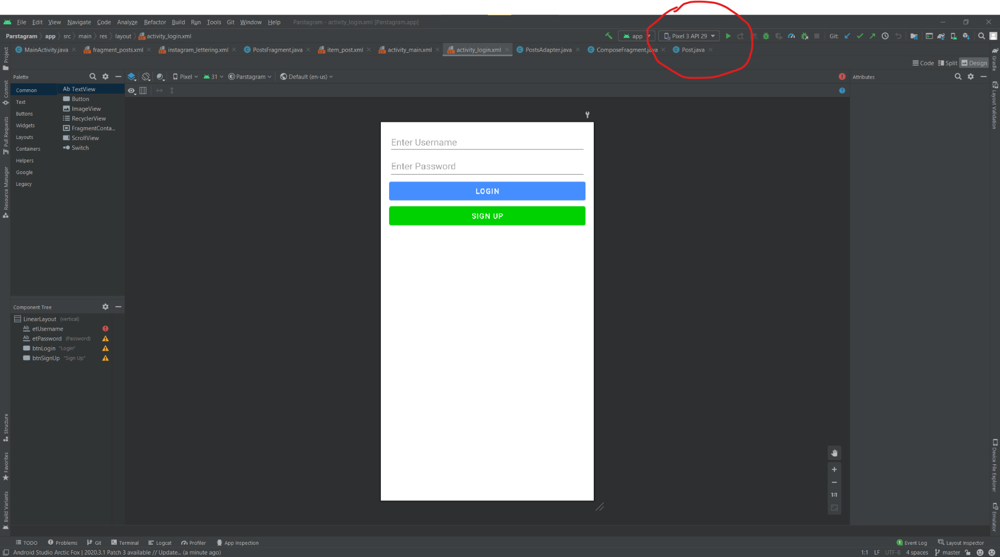 File Edit View Navigate Code Analyze Refactor Build Run Tools Git Window Help Parstagram - activity_login.xml [Parstagram.app]
Parstagram app src main res layout activity_login.xml app Pixel 3 API 29 Git:
MainActivity.java fragment_posts.xml instagram_lettering.xml PostsFragment.java item_post.xml activity_main.xml activity_login.xml PostsAdapter.java ComposeFragment.java Post.java
Code Split Design
Palette Pixel 31 Parstagram Default (en-us) Attributes
Common
Text
Buttons
Widgets
Layouts
Containers
Helpers
Google
Legacy
Ab TextView
Button
ImageView
RecyclerView
FragmentConta...
ScrollView
Switch
Enter Username
Enter Password
LOGIN
SIGN UP
Component Tree
LinearLayout (vertical)
Ab etUsername
Ab etPassword (Password)
btnLogin "Login"
btnSignUp "Sign Up"
1:1
Project
Commit
Pull Requests
Resource Manager
Structure
Favorites
Build Variants
Gradle
Layout Validation
Device File Explorer
Emulator
TODO Problems Git Terminal Logcat Profiler App Inspection 1 Event Log Layout Inspector
Android Studio Arctic Fox | 2020.3.1 Patch 3 available // Update... (a minute ago) 1:1 LF UTF-8 4 spaces master